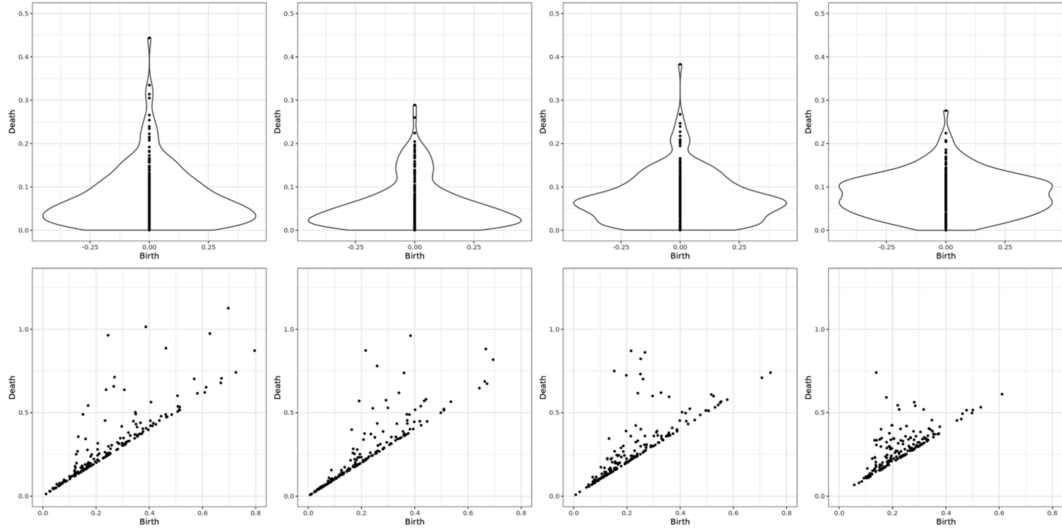 0.5 0.5 0.5 0.5
0.4 0.4 0.4 0.4
0.3 0.3 0.3 0.3
Death Death Death Death
0.2 0.2 0.2 0.2
0.1 0.1 0.1 0.1
0.0 0.0 0.0 0.0
-0.25 0.00 0.25 -0.25 0.00 0.25 -0.25 0.00 0.25 -0.25 0.00 0.25
Birth Birth Birth Birth
1.0 1.0 1.0 1.0
Death Death Death Death
0.5 0.5 0.5 0.5
0.0 0.0 0.0 0.0
0.0 0.2 0.4 0.6 0.8 0.0 0.2 0.4 0.6 0.8 0.0 0.2 0.4 0.6 0.8 0.0 0.2 0.4 0.6 0.8
Birth Birth Birth Birth